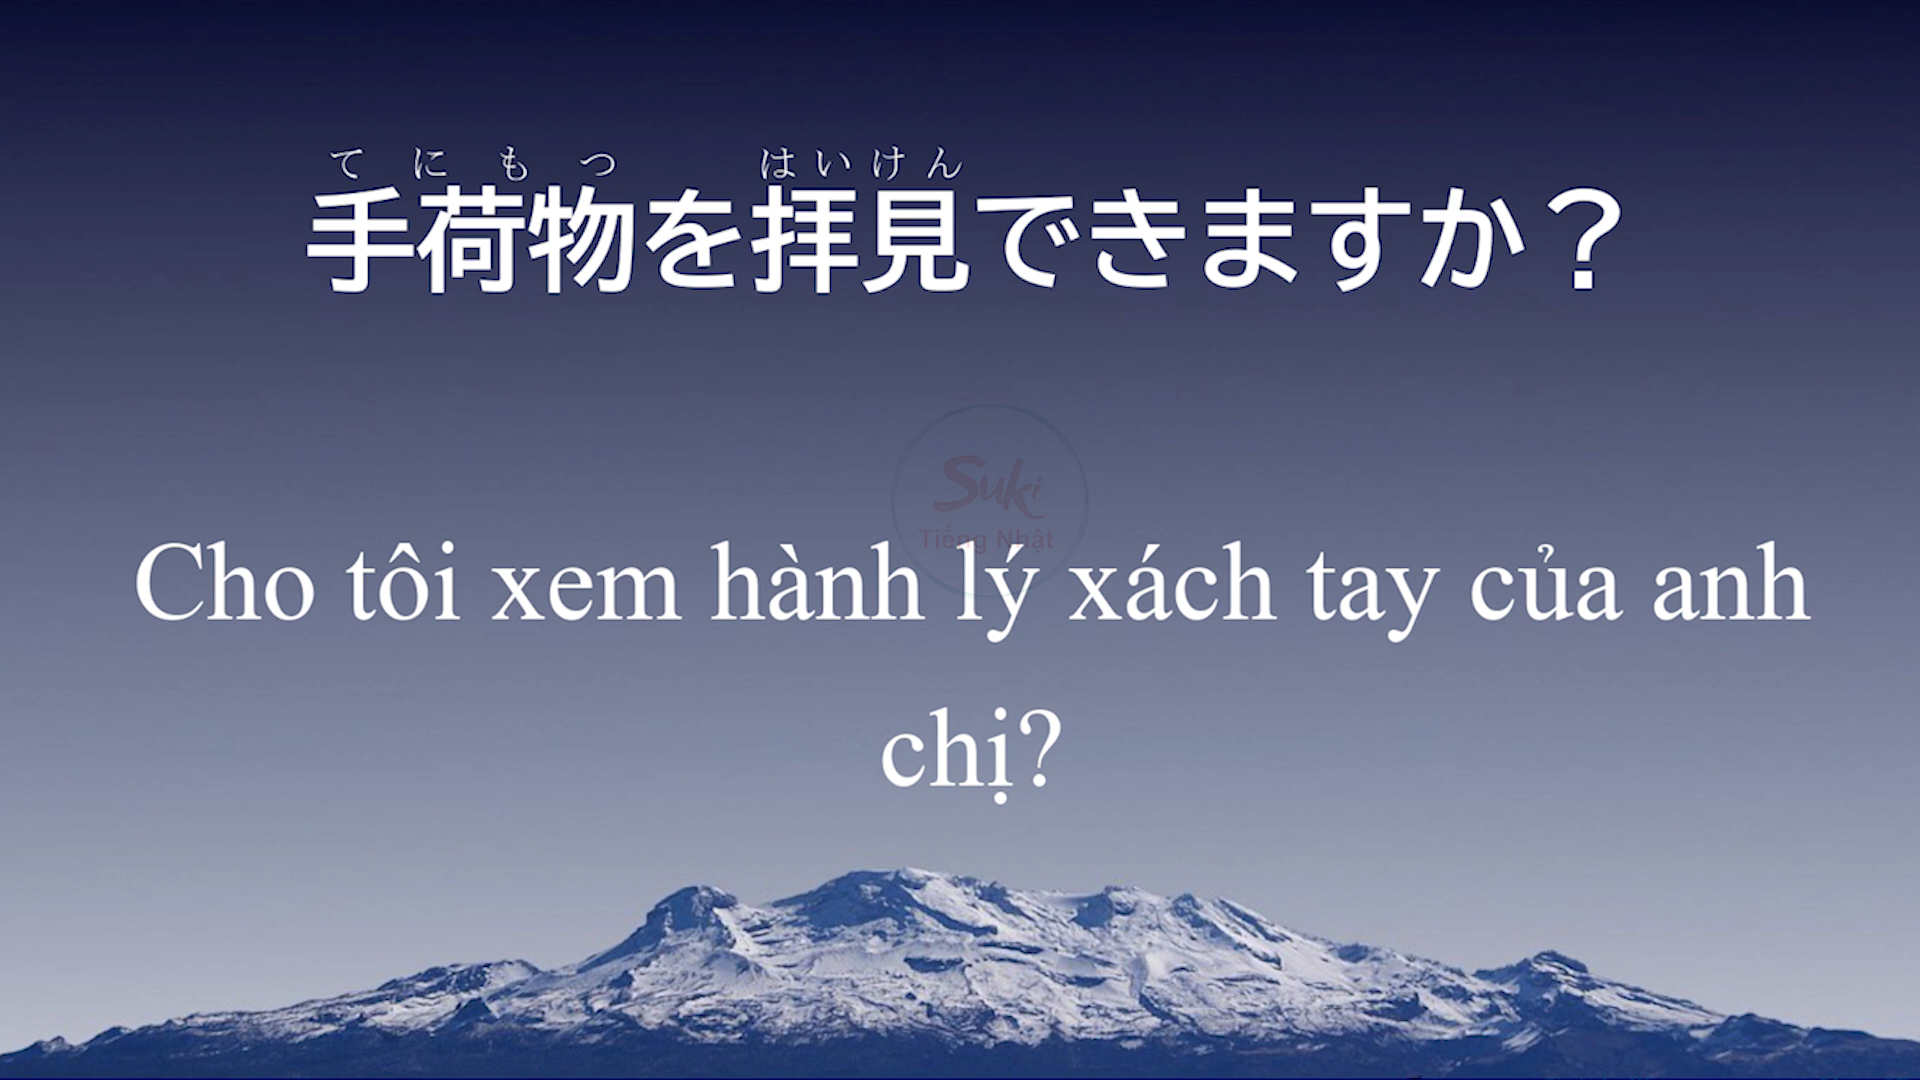 てにもつ はいけん
手荷物を拝見できますか？
Suki
Tiếng Nhật
Cho tôi xem hành lý xách tay của anh
chị?